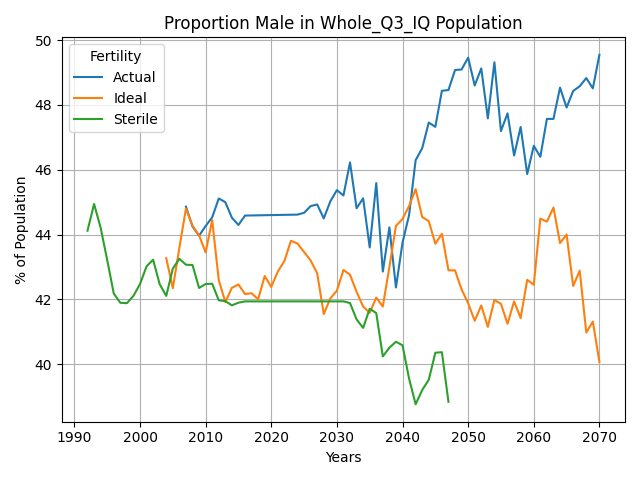 Proportion Male in Whole_Q3_IQ Population
Fertility
Actual
Ideal
Sterile
% of Population
50
48
46
44
42
40
1990 2000 2010 2020 2030 2040 2050 2060 2070
Years